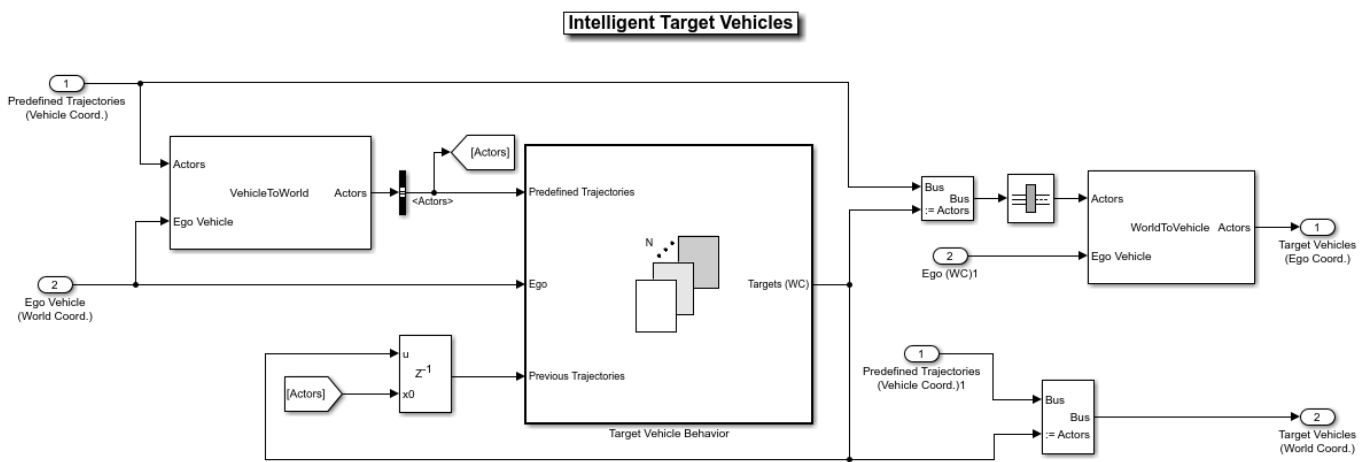 Intelligent Target Vehicles
1
Predefined Trajectories
(Vehicle Coord.)
Actors
VehicleToWorld
Actors
Ego Vehicle
<Actors>
[Actors]
2
Ego Vehicle
(World Coord.)
Predefined Trajectories
N
Ego
Targets (WC)
Previous Trajectories
Target Vehicle Behavior
u
Z-1
x0
[Actors]
Bus
Bus
:= Actors
2
Ego (WC)1
Actors
WorldToVehicle
Actors
Ego Vehicle
1
Target Vehicles
(Ego Coord.)
1
Predefined Trajectories
(Vehicle Coord.)1
Bus
Bus
:= Actors
2
Target Vehicles
(World Coord.)